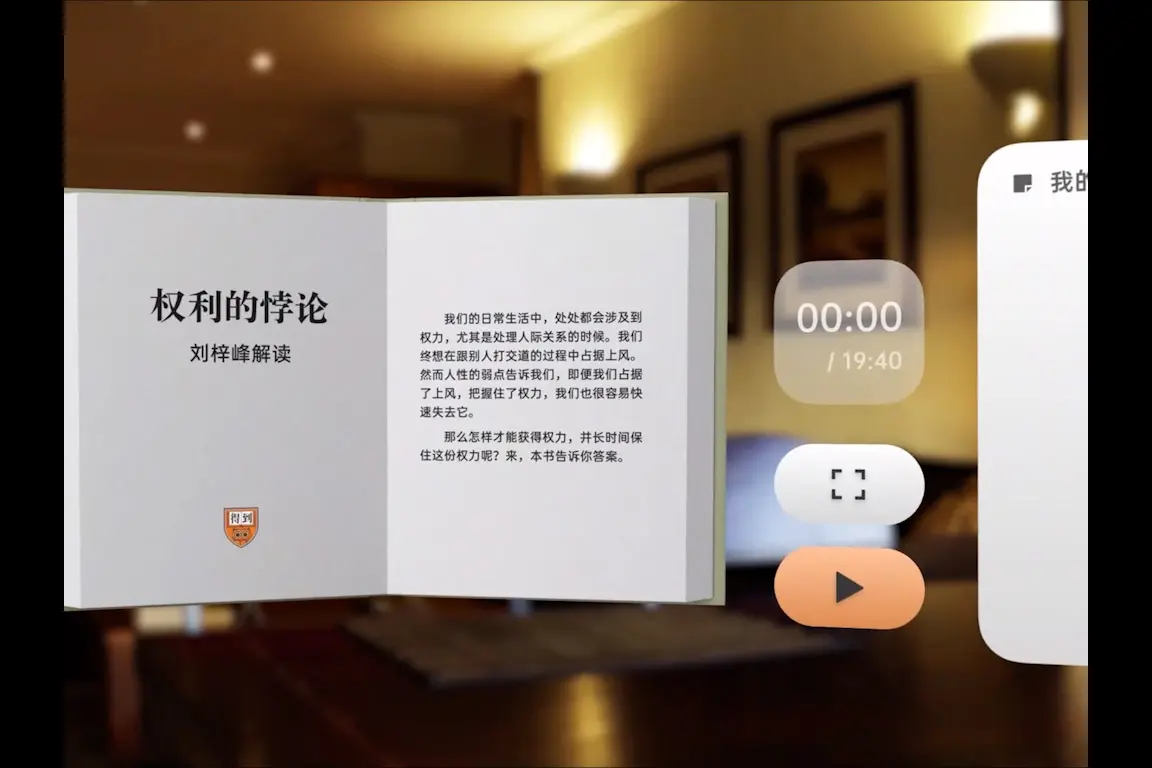 权利的悖论
刘梓峰解读
得到
我们的日常生活中，处处都会涉及到
权力，尤其是处理人际关系的时候。我们
终想在跟别人打交道的过程中占据上风。
然而人性的弱点告诉我们，即便我们占据
了上风，把握住了权力，我们也很容易快
速失去它。
那么怎样才能获得权力，并长时间保
住这份权力呢？来，本书告诉你答案。
00:00
/ 19:40
我的